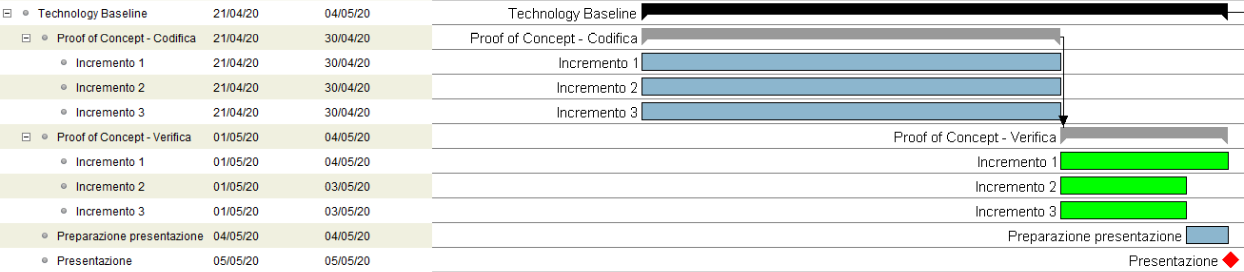 Technology Baseline 21/04/20 04/05/20 Technology Baseline
Proof of Concept - Codifica 21/04/20 30/04/20 Proof of Concept - Codifica
Incremento 1 21/04/20 30/04/20 Incremento 1
Incremento 2 21/04/20 30/04/20 Incremento 2
Incremento 3 21/04/20 30/04/20 Incremento 3
Proof of Concept - Verifica 01/05/20 04/05/20 Proof of Concept - Verifica
Incremento 1 01/05/20 04/05/20 Incremento 1
Incremento 2 01/05/20 03/05/20 Incremento 2
Incremento 3 01/05/20 03/05/20 Incremento 3
Preparazione presentazione 04/05/20 04/05/20 Preparazione presentazione
Presentazione 05/05/20 05/05/20 Presentazione